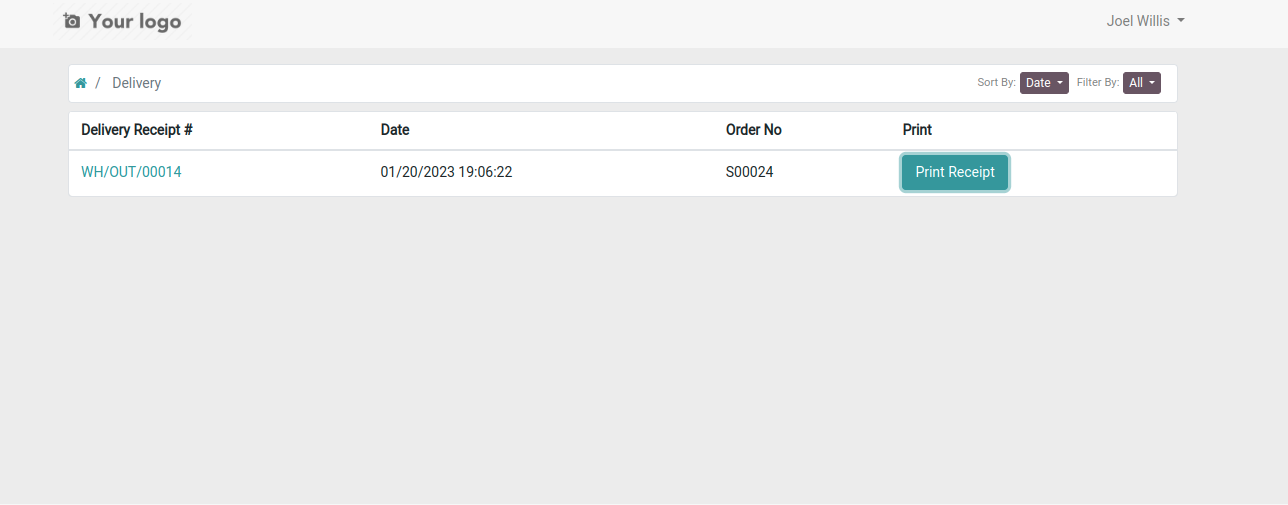 Your logo
Joel Willis
/ Delivery
Sort By: Date Filter By: All
Delivery Receipt # Date Order No Print
WH/OUT/00014 01/20/2023 19:06:22 S00024 Print Receipt